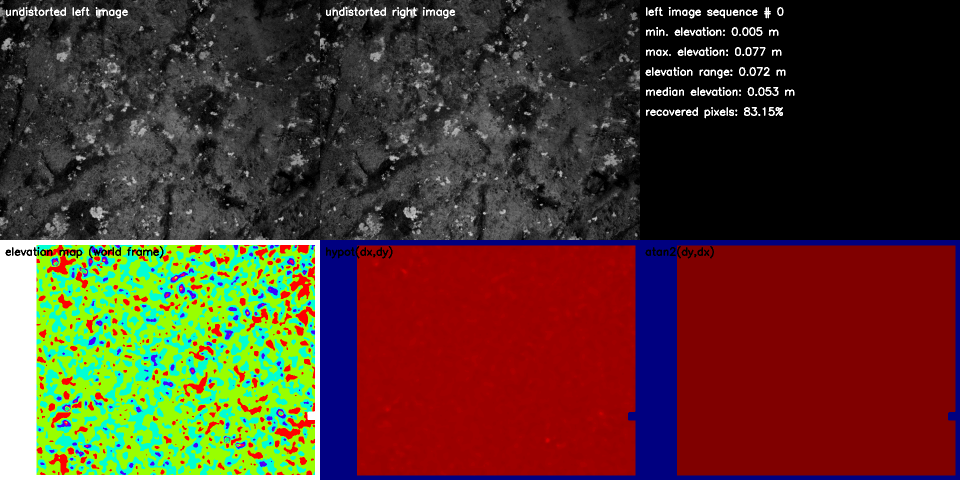 undistorted left image
undistorted right image
left image sequence # 0
min. elevation: 0.005 m
max. elevation: 0.077 m
elevation range: 0.072 m
median elevation: 0.053 m
recovered pixels: 83.15%
elevation map (world frame)
hypot(dx,dy)
atan2(dy,dx)